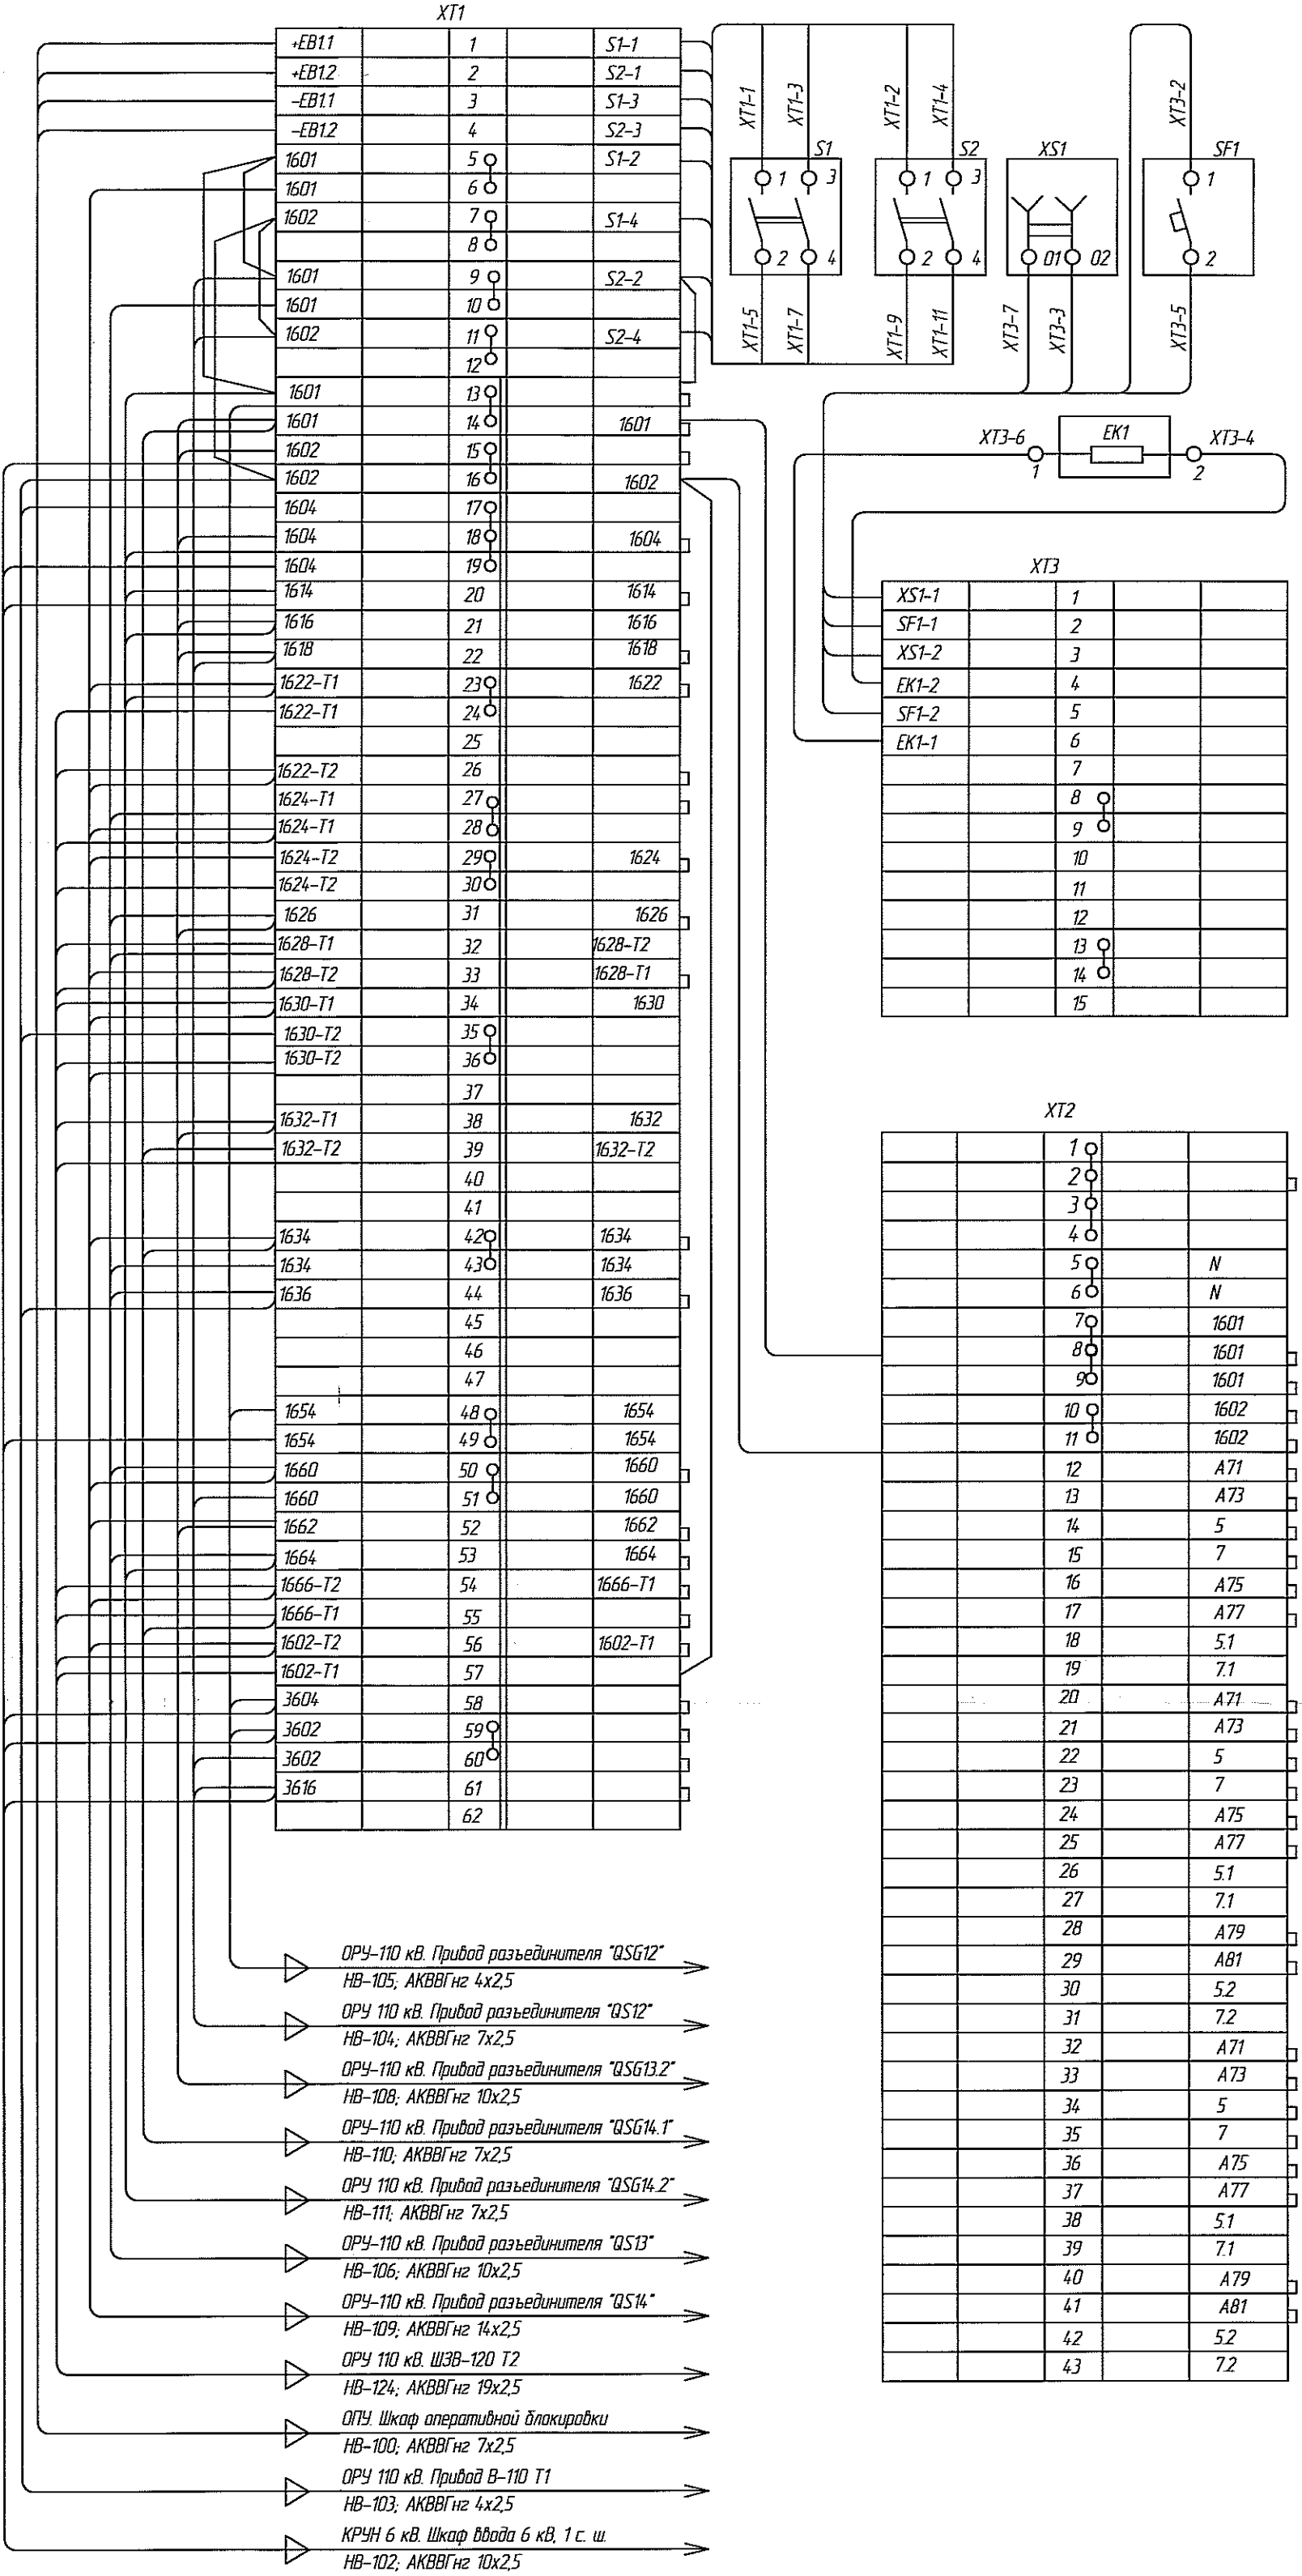 XT1
+EB1.1 1 S1-1
+EB1.2 2 S2-1
-EB1.1 3 S1-3
-EB1.2 4 S2-3
1601 5 S1-2
1601 6
1602 7 S1-4
8
1601 9 S2-2
1601 10
1602 11 S2-4
12
1601 13
1601 14 1601
1602 15
1602 16 1602
1604 17
1604 18 1604
1604 19
1614 20 1614
1616 21 1616
1618 22 1618
1622-T1 23 1622
1622-T1 24
25
1622-T2 26
1624-T1 27
1624-T1 28
1624-T2 29 1624
1624-T2 30
1626 31 1626
1628-T1 32 1628-T2
1628-T2 33 1628-T1
1630-T1 34 1630
1630-T2 35
1630-T2 36
37
1632-T1 38 1632
1632-T2 39 1632-T2
40
41
1634 42 1634
1634 43 1634
1636 44 1636
45
46
47
1654 48 1654
1654 49 1654
1660 50 1660
1660 51 1660
1662 52 1662
1664 53 1664
1666-T2 54 1666-T1
1666-T1 55
1602-T2 56 1602-T1
1602-T1 57
3604 58
3602 59
3602 60
3616 61
62
XT1-1 XT1-3 XT1-2 XT1-4 XT3-2
S1 S2 XS1 SF1
1 3 1 3 1
2 4 2 4 01 02 2
XT1-5 XT1-7 XT1-9 XT1-11 XT3-7 XT3-3 XT3-5
XT3-6 EK1 XT3-4
1 2
XT3
XS1-1 1
SF1-1 2
XS1-2 3
EK1-2 4
SF1-2 5
EK1-1 6
7
8
9
10
11
12
13
14
15
XT2
1
2
3
4
5 N
6 N
7 1601
8 1601
9 1601
10 1602
11 1602
12 A71
13 A73
14 5
15 7
16 A75
17 A77
18 5.1
19 7.1
20 A71
21 A73
22 5
23 7
24 A75
25 A77
26 5.1
27 7.1
28 A79
29 A81
30 5.2
31 7.2
32 A71
33 A73
34 5
35 7
36 A75
37 A77
38 5.1
39 7.1
40 A79
41 A81
42 5.2
43 7.2
ОРУ-110 кВ. Привод разъединителя "QSG12"
НВ-105; АКВВГнг 4х2,5
ОРУ 110 кВ. Привод разъединителя "QS12"
НВ-104; АКВВГнг 7х2,5
ОРУ-110 кВ. Привод разъединителя "QSG13.2"
НВ-108; АКВВГнг 10х2,5
ОРУ-110 кВ. Привод разъединителя "QSG14.1"
НВ-110; АКВВГнг 7х2,5
ОРУ 110 кВ. Привод разъединителя "QSG14.2"
НВ-111; АКВВГнг 7х2,5
ОРУ-110 кВ. Привод разъединителя "QS13"
НВ-106; АКВВГнг 10х2,5
ОРУ-110 кВ. Привод разъединителя "QS14"
НВ-109; АКВВГнг 14х2,5
ОРУ 110 кВ. ШЗВ-120 Т2
НВ-124; АКВВГнг 19х2,5
ОПУ. Шкаф оперативной блокировки
НВ-100; АКВВГнг 7х2,5
ОРУ 110 кВ. Привод В-110 Т1
НВ-103; АКВВГнг 4х2,5
КРУН 6 кВ. Шкаф ввода 6 кВ, 1 с. ш.
НВ-102; АКВВГнг 10х2,5